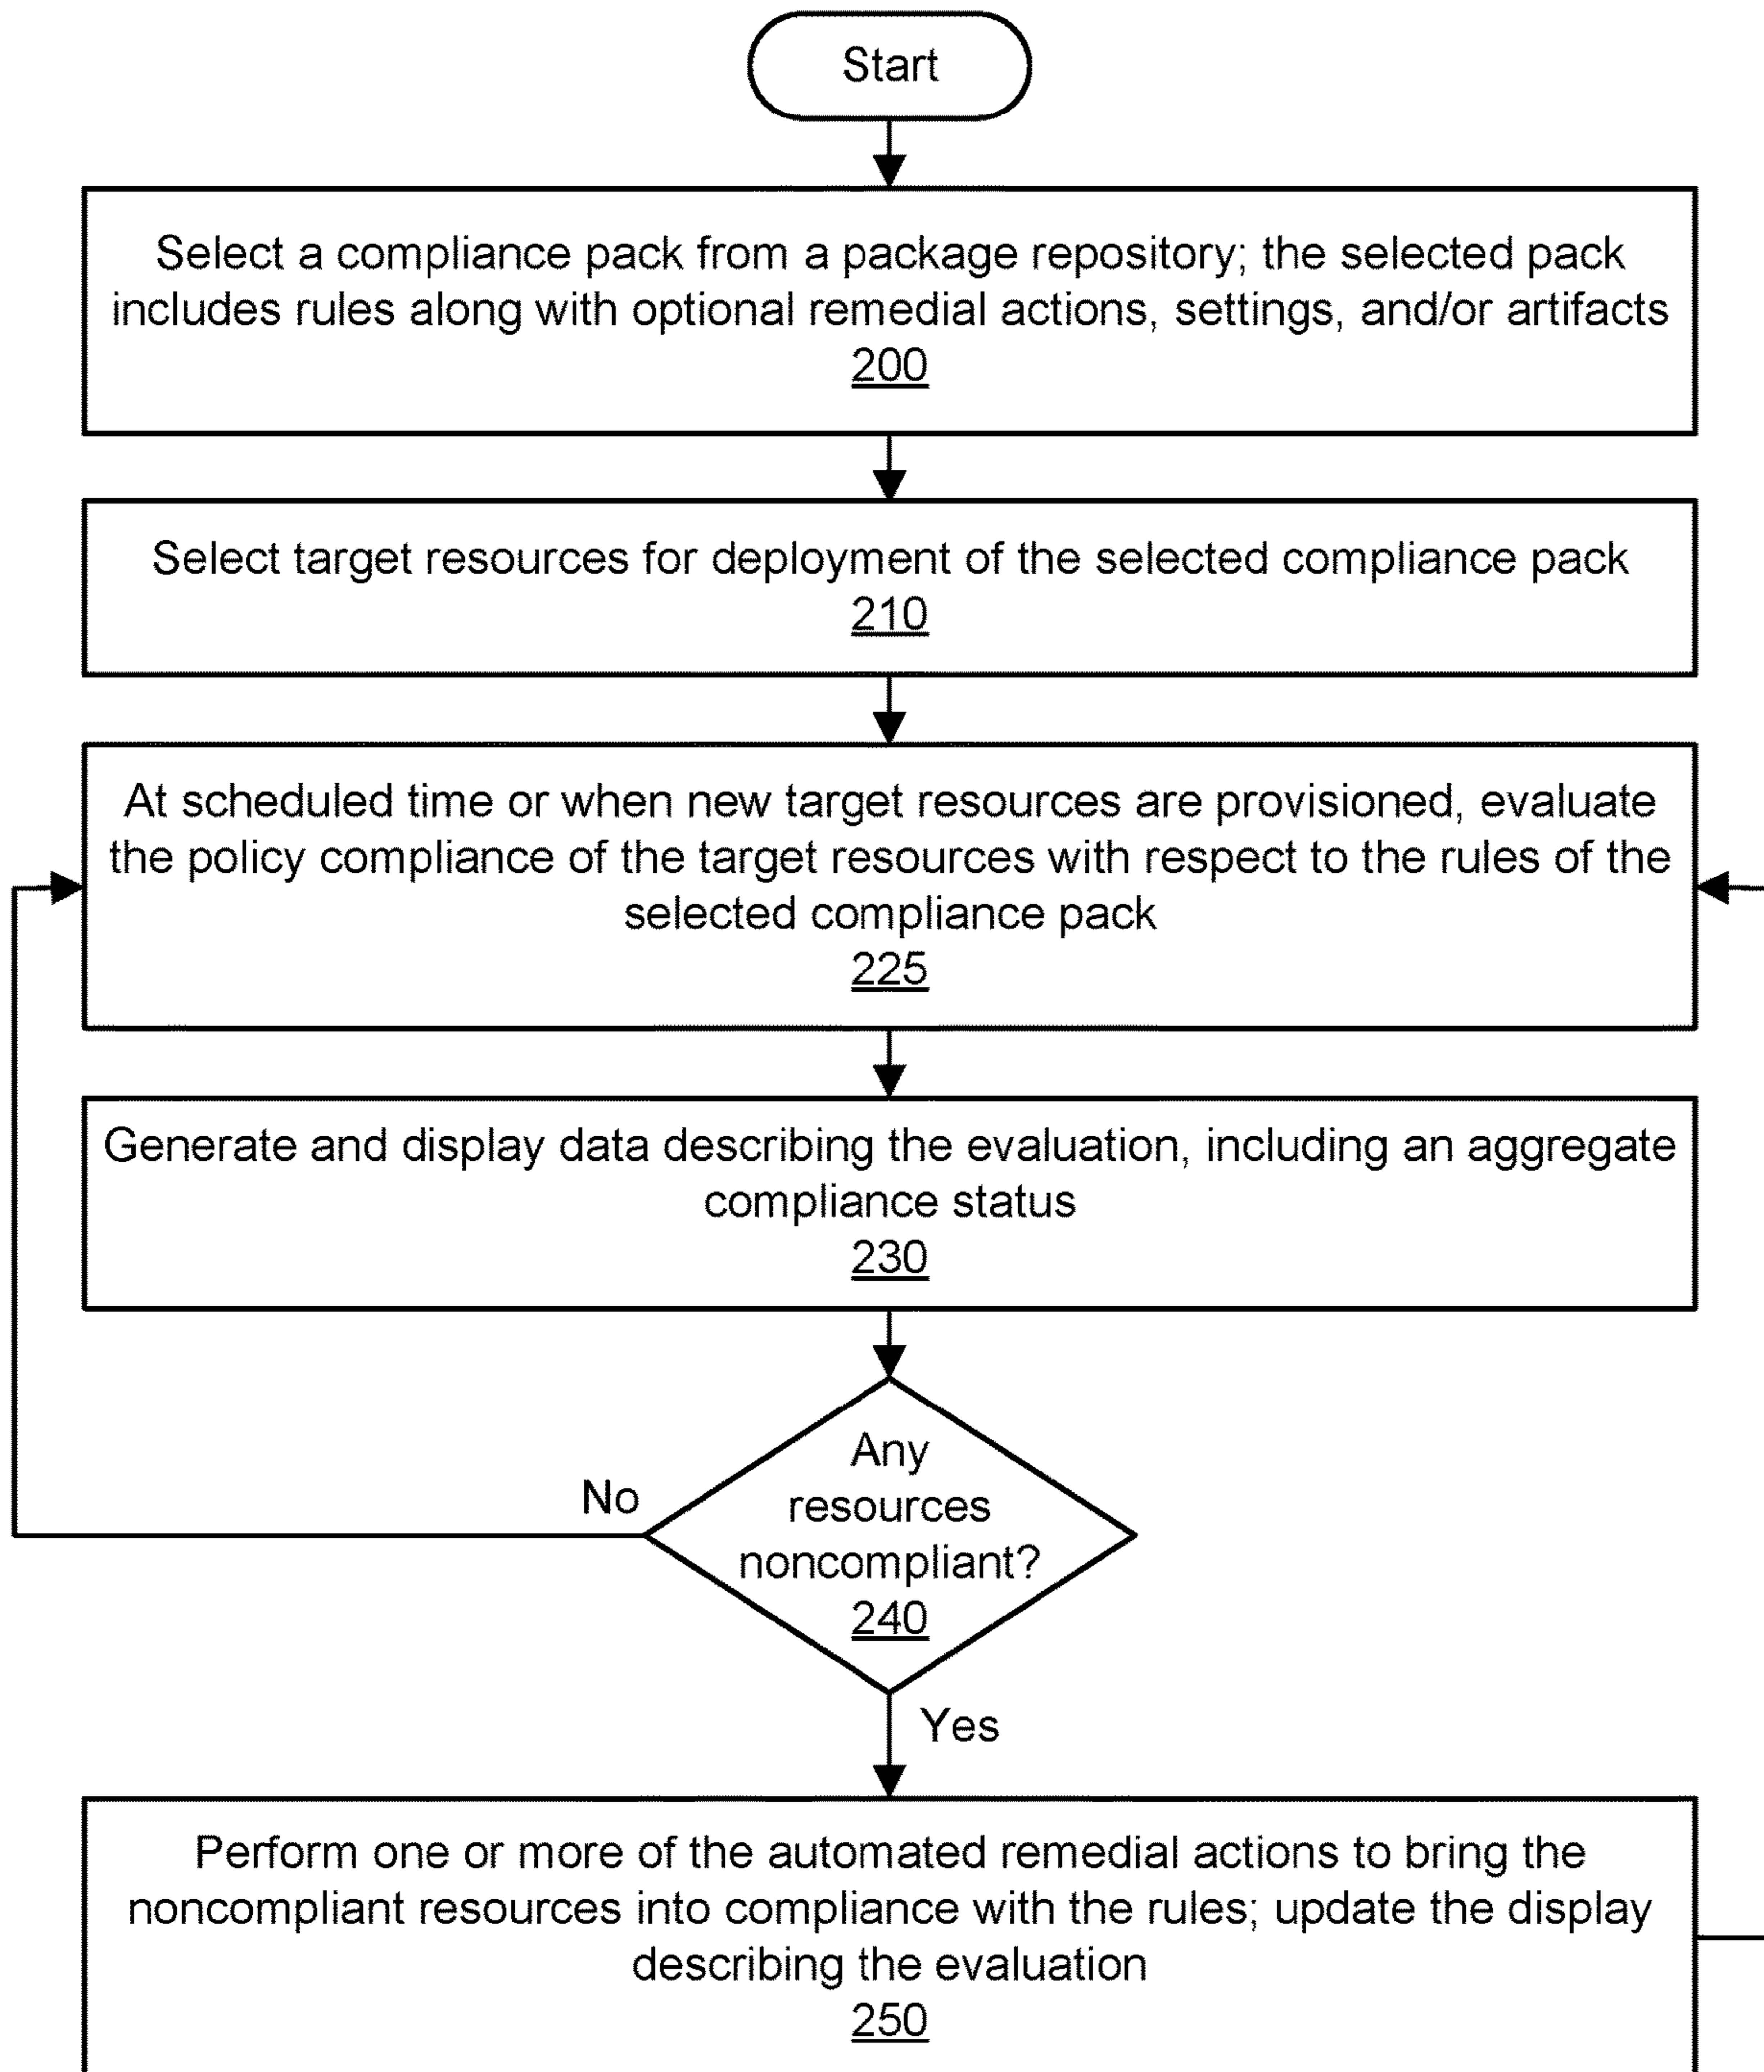 Start
Select a compliance pack from a package repository; the selected pack
includes rules along with optional remedial actions, settings, and/or artifacts
200
Select target resources for deployment of the selected compliance pack
210
At scheduled time or when new target resources are provisioned, evaluate
the policy compliance of the target resources with respect to the rules of the
selected compliance pack
225
Generate and display data describing the evaluation, including an aggregate
compliance status
230
Any
resources
noncompliant?
240
No
Yes
Perform one or more of the automated remedial actions to bring the
noncompliant resources into compliance with the rules; update the display
describing the evaluation
250